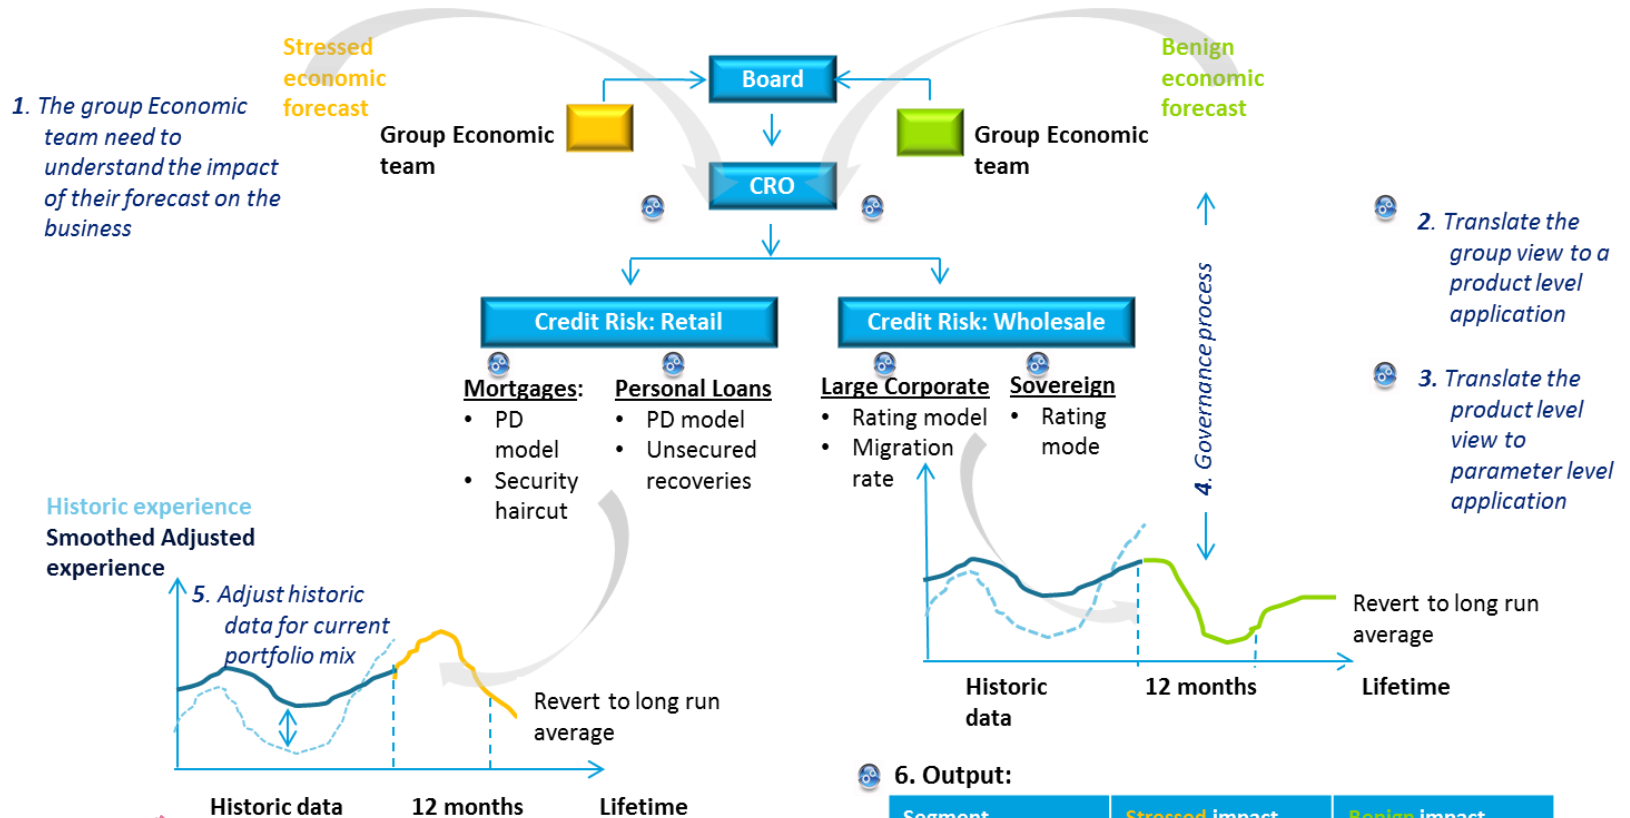 Stressed
economic
forecast
Benign
economic
forecast
Board
1. The group Economic
team need to
understand the impact
of their forecast on the
business
Group Economic
team
Group Economic
team
CRO
2. Translate the
group view to a
product level
application
3. Translate the
product level
view to
parameter level
application
4. Governance process
Credit Risk: Retail
Credit Risk: Wholesale
Mortgages:
• PD
model
• Security
haircut
Personal Loans
• PD model
• Unsecured
recoveries
Large Corporate
• Rating model
• Migration
rate
Sovereign
• Rating
mode
Historic experience
Smoothed Adjusted
experience
5. Adjust historic
data for current
portfolio mix
Revert to long run
average
Historic data
12 months
Lifetime
Revert to long run
average
Historic
data
12 months
Lifetime
6. Output:
Segment
Stressed impact
Benign impact